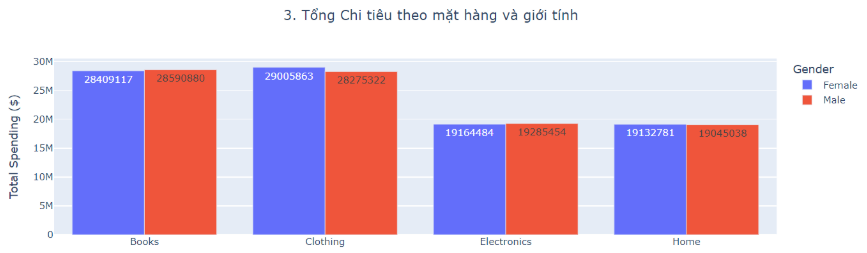 3. Tổng Chi tiêu theo mặt hàng và giới tính
Total Spending ($)
30M
25M
20M
15M
10M
5M
0
28409117
28590880
29005863
28275322
19164484
19285454
19132781
19045038
Books
Clothing
Electronics
Home
Gender
Female
Male